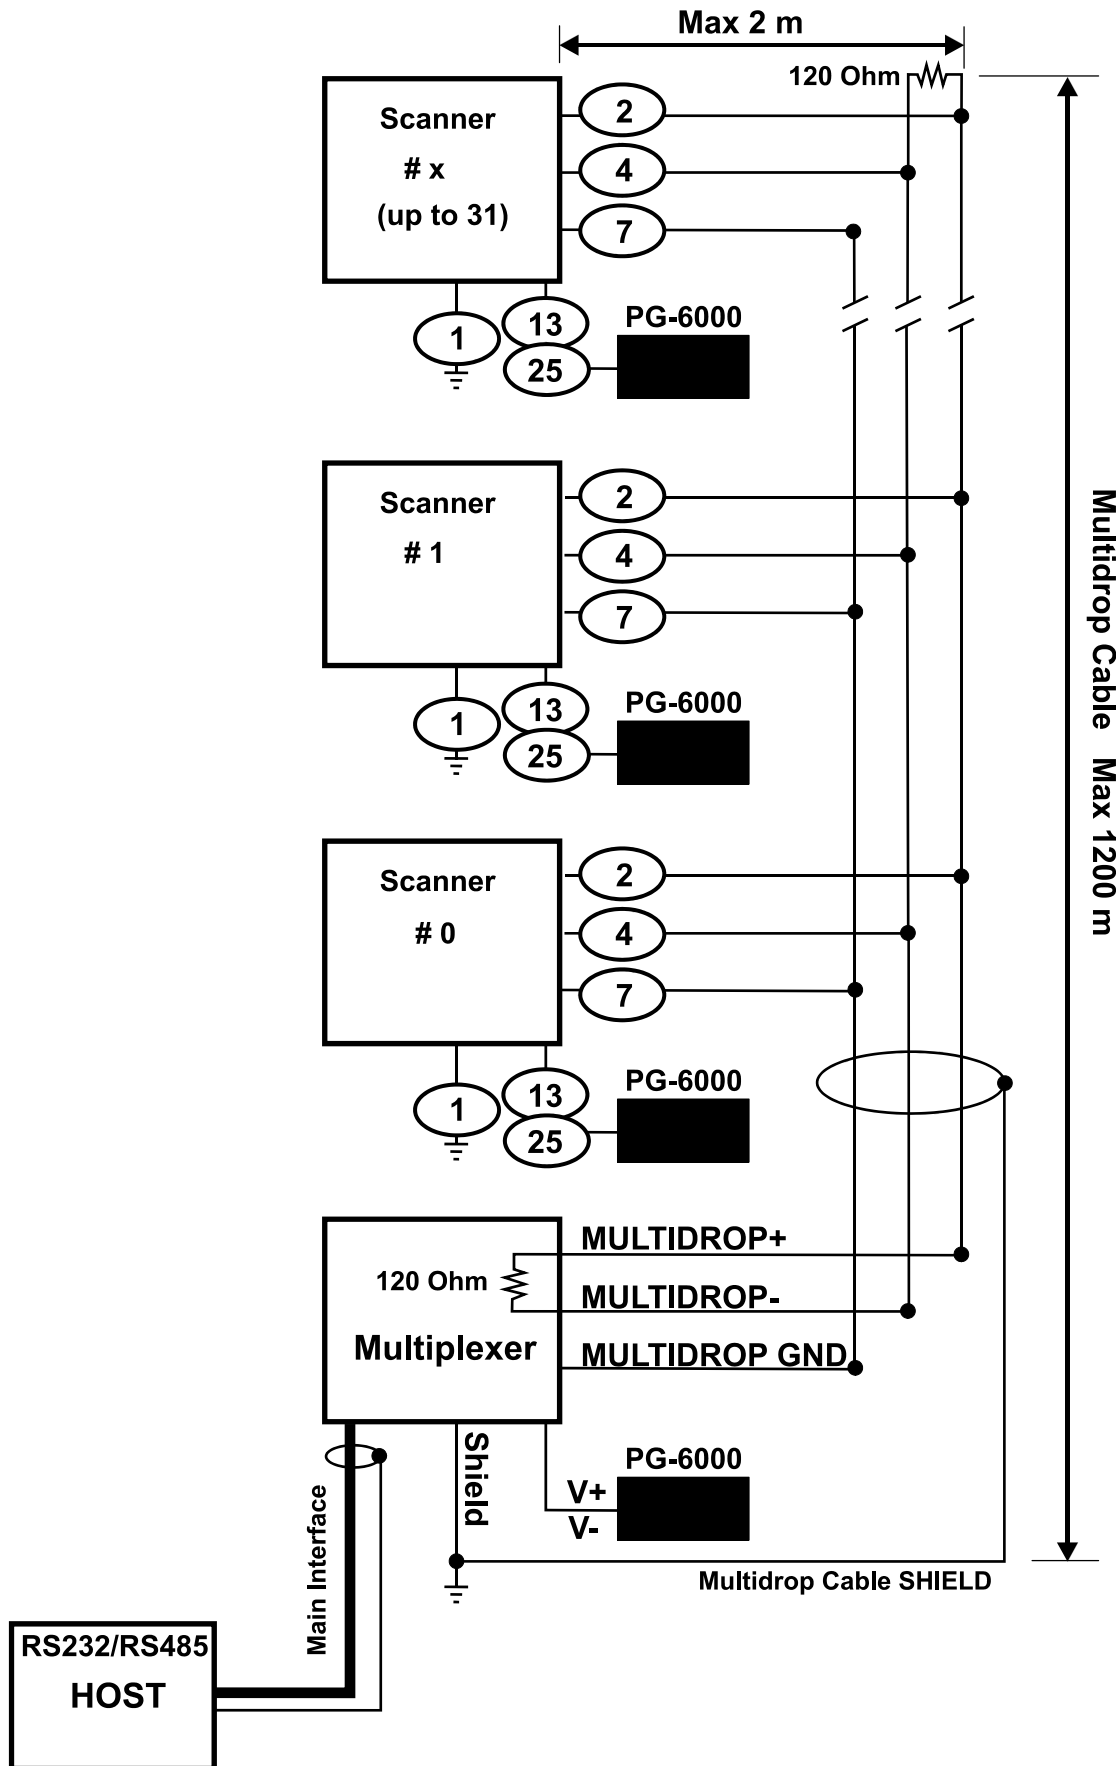 Max 2 m
120 Ohm
Scanner
# x
(up to 31)
2
4
7
1
13
25
PG-6000
Scanner
# 1
2
4
7
1
13
25
PG-6000
Multidrop Cable Max 1200 m
Scanner
# 0
2
4
7
1
13
25
PG-6000
MULTIDROP+
120 Ohm
MULTIDROP-
Multiplexer
MULTIDROP GND
Shield
PG-6000
V+
V-
Main Interface
Multidrop Cable SHIELD
RS232/RS485
HOST